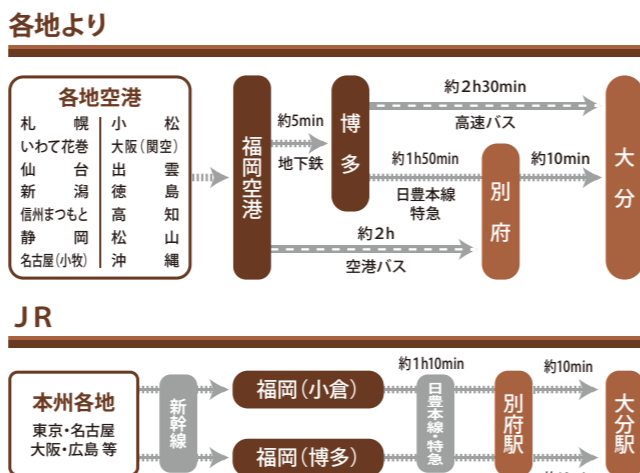 各地より
各地空港
札幌 小松
いわて花巻 大阪(関空)
仙台 出雲
新潟 徳島
信州まつもと 高知
静岡 松山
名古屋(小牧) 沖縄
福岡空港
約5min
地下鉄
博多
約2h30min
高速バス
約1h50min
日豊本線
特急
別府
約10min
約2h
空港バス
大分
JR
本州各地
東京・名古屋
大阪・広島 等
新幹線
福岡(小倉)
福岡(博多)
約1h10min
日豊本線・特急
別府駅
約10min
大分駅